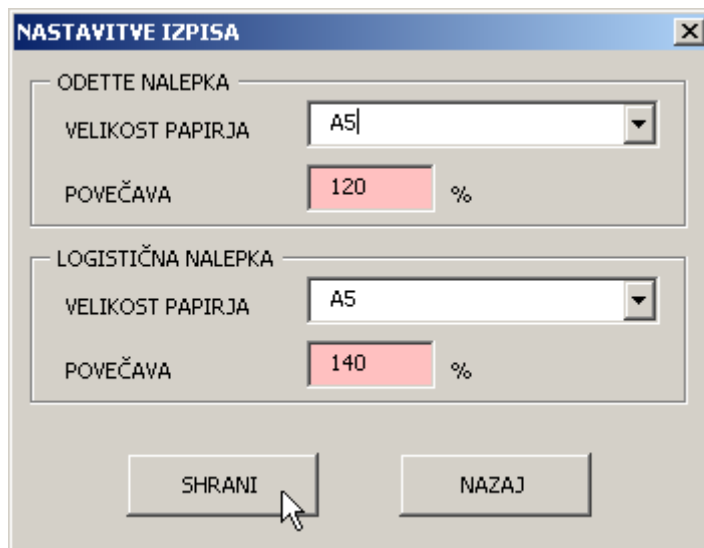 NASTAVITVE IZPISA
ODETTE NALEPKA
VELIKOST PAPIRJA A5
POVEČAVA 120 %
LOGISTIČNA NALEPKA
VELIKOST PAPIRJA A5
POVEČAVA 140 %
SHRANI NAZAJ